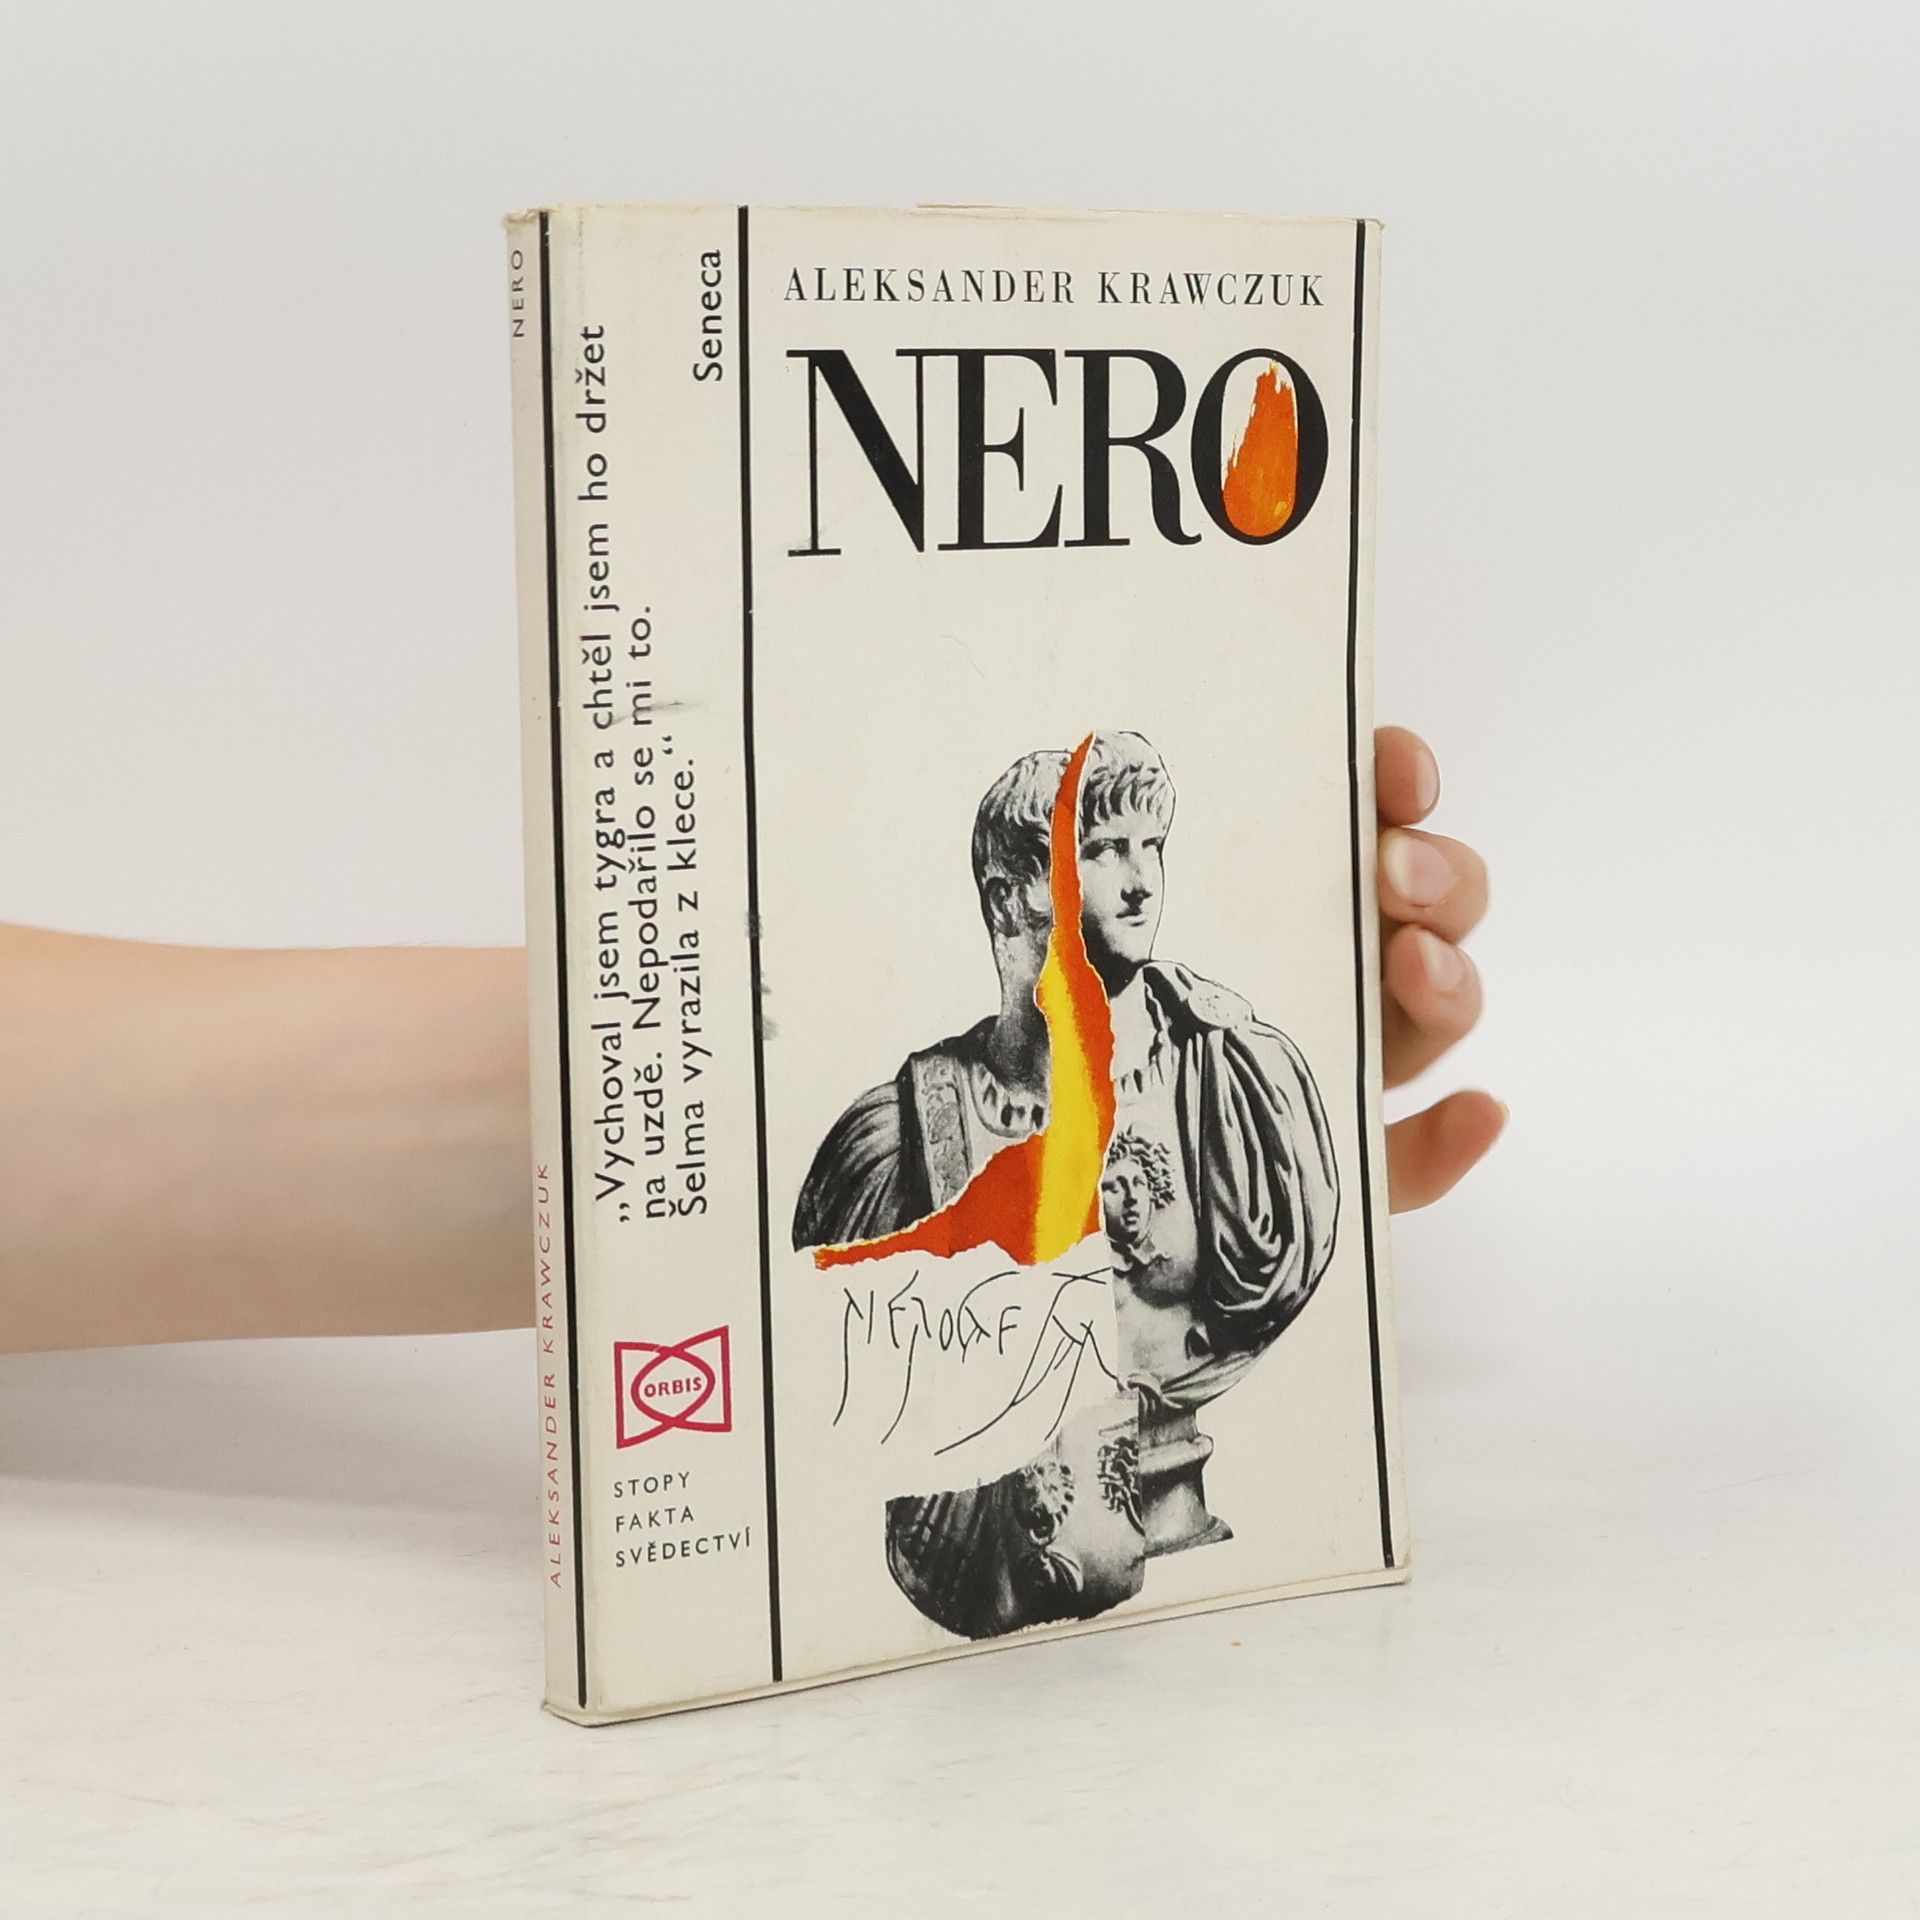 NERO
ALEKSANDER KRAWCZUK
„Vychoval jsem tygra a chtěl jsem ho držet
na uzdě. Nepodařilo se mi to.
Šelma vyrazila z klece.“
Seneca
ORBIS
STOPY
FAKTA
SVĚDECTVÍ
ALEKSANDER KRAWCZUK
NERO